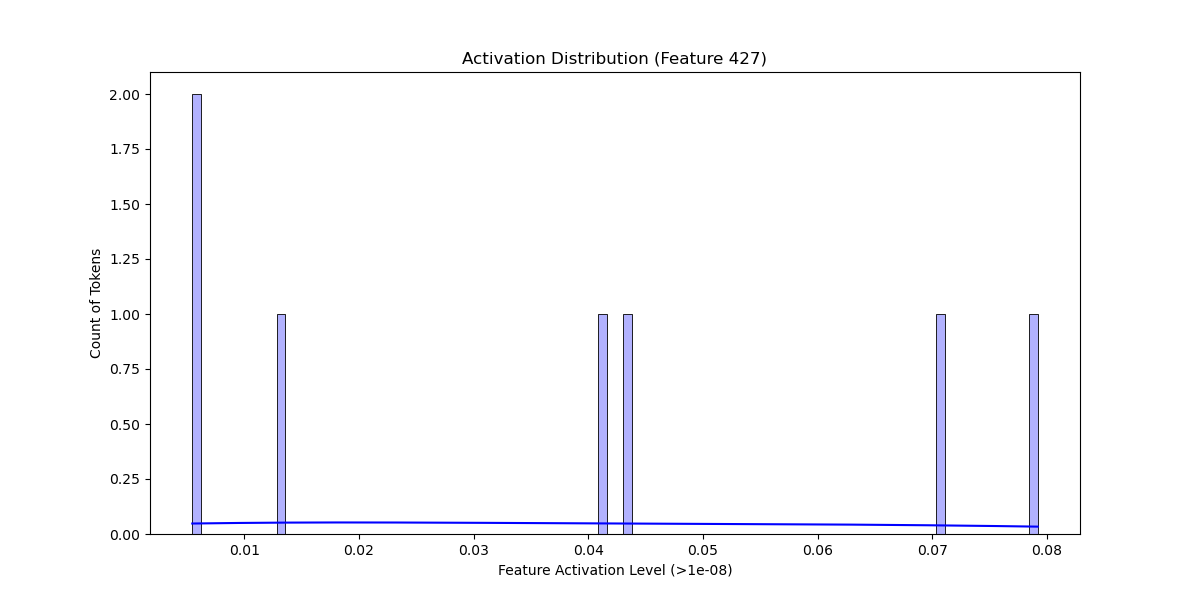 Activation Distribution (Feature 427)
Count of Tokens
2.00
1.75
1.50
1.25
1.00
0.75
0.50
0.25
0.00
0.01 0.02 0.03 0.04 0.05 0.06 0.07 0.08
Feature Activation Level (>1e-08)